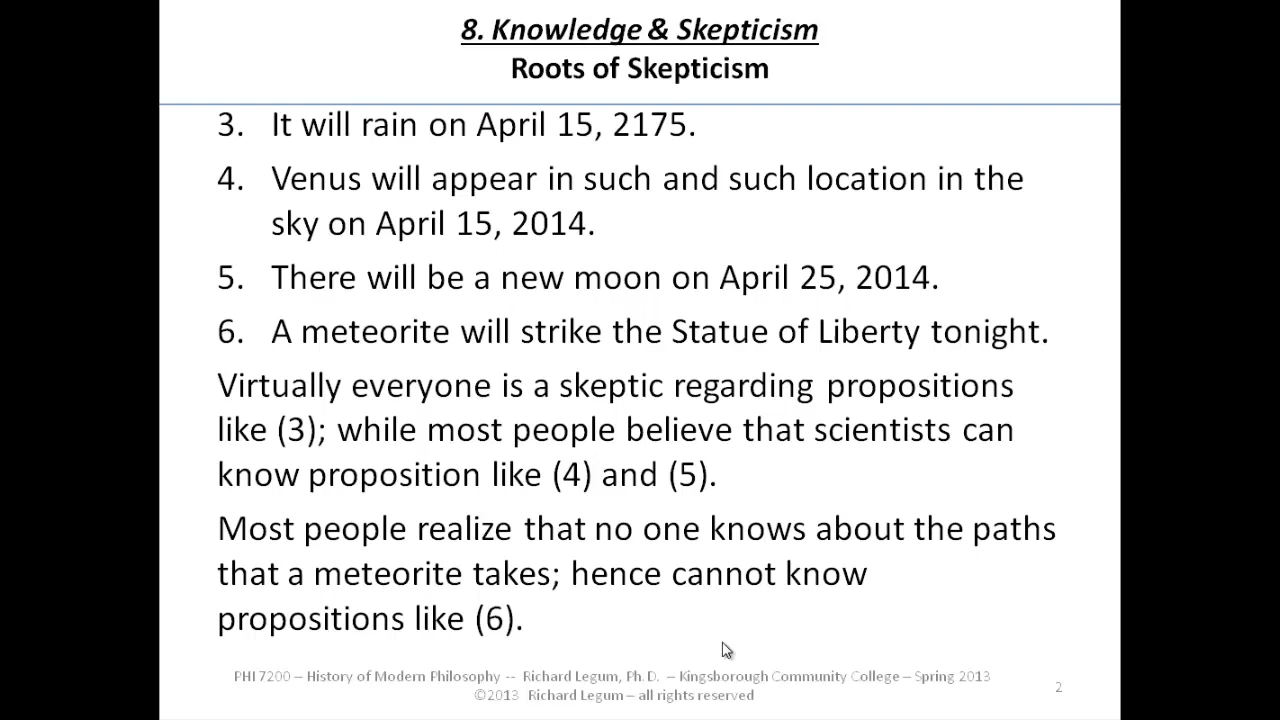 8. Knowledge & Skepticism
Roots of Skepticism
3. It will rain on April 15, 2175.
4. Venus will appear in such and such location in the
sky on April 15, 2014.
5. There will be a new moon on April 25, 2014.
6. A meteorite will strike the Statue of Liberty tonight.
Virtually everyone is a skeptic regarding propositions
like (3); while most people believe that scientists can
know proposition like (4) and (5).
Most people realize that no one knows about the paths
that a meteorite takes; hence cannot know
propositions like (6).
PHI 7200 – History of Modern Philosophy -- Richard Legum, Ph. D. – Kingsborough Community College – Spring 2013
©2013 Richard Legum – all rights reserved
2